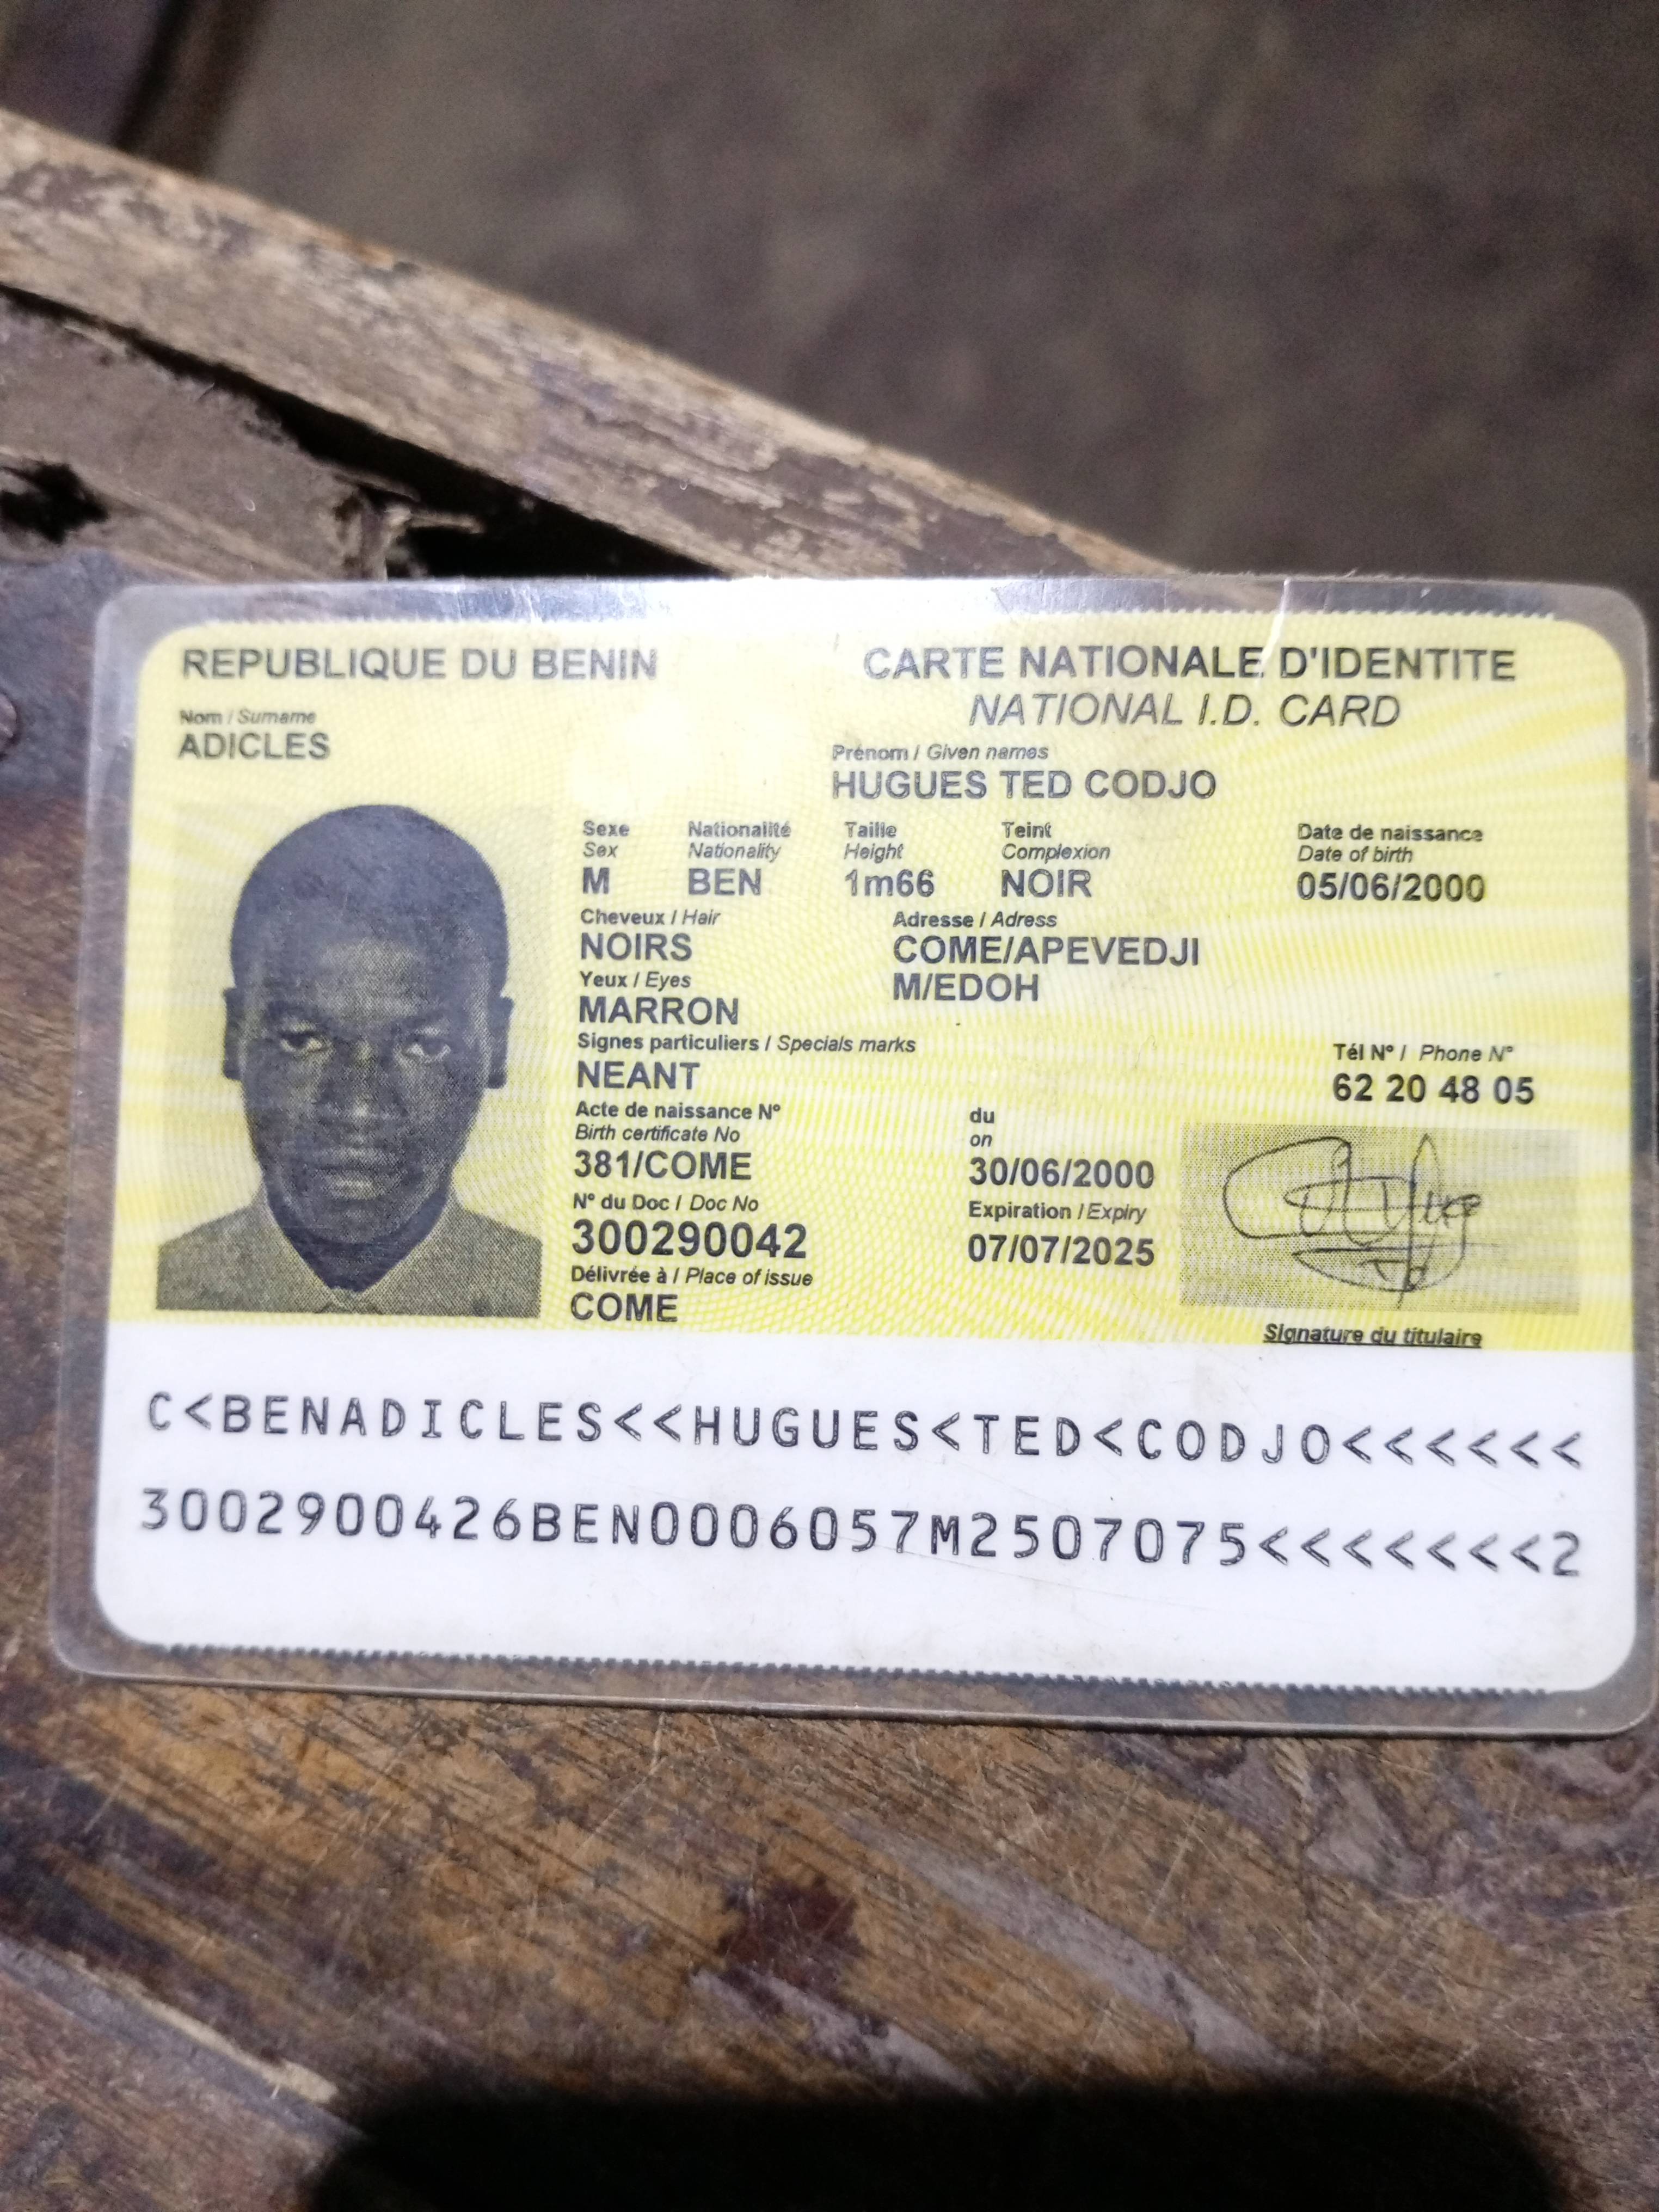 REPUBLIQUE DU BENIN
CARTE NATIONALE D'IDENTITE
NATIONAL I.D. CARD
Nom / Surname
ADICLES
Prénom / Given names
HUGUES TED CODJO
Sexe Nationalité Taille Teint Date de naissance
Sex Nationality Height Complexion Date of birth
M BEN 1m66 NOIR 05/06/2000
Cheveux / Hair Adresse / Adress
NOIRS COME/APEVEDJI
Yeux / Eyes M/EDOH
MARRON
Signes particuliers / Specials marks Tél N° / Phone N°
NEANT 62 20 48 05
Acte de naissance N° du
Birth certificate No on
381/COME 30/06/2000
N° du Doc / Doc No Expiration / Expiry
300290042 07/07/2025
Délivrée à / Place of issue
COME
Signature du titulaire
C<BENADICLES<<HUGUES<TED<CODJO<<<<<<
3002900426BEN0006057M2507075<<<<<<<2